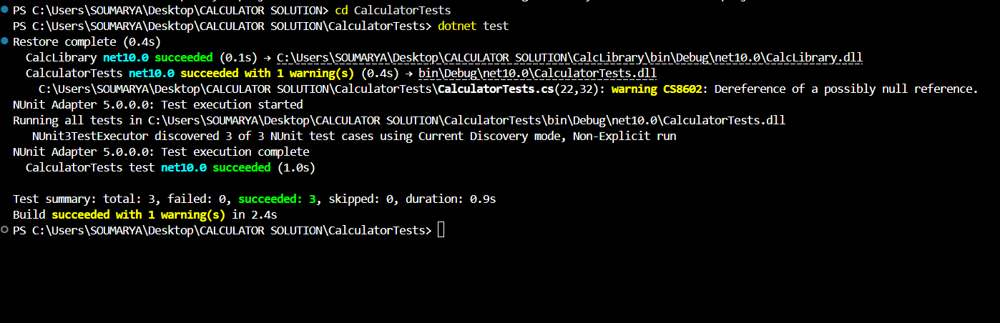 PS C:\Users\SOUMARYA\Desktop\CALCULATOR SOLUTION> cd CalculatorTests
PS C:\Users\SOUMARYA\Desktop\CALCULATOR SOLUTION\CalculatorTests> dotnet test
Restore complete (0.4s)
CalcLibrary net10.0 succeeded (0.1s) → C:\Users\SOUMARYA\Desktop\CALCULATOR SOLUTION\CalcLibrary\bin\Debug\net10.0\CalcLibrary.dll
CalculatorTests net10.0 succeeded with 1 warning(s) (0.4s) → bin\Debug\net10.0\CalculatorTests.dll
C:\Users\SOUMARYA\Desktop\CALCULATOR SOLUTION\CalculatorTests\CalculatorTests.cs(22,32): warning CS8602: Dereference of a possibly null reference.
NUnit Adapter 5.0.0.0: Test execution started
Running all tests in C:\Users\SOUMARYA\Desktop\CALCULATOR SOLUTION\CalculatorTests\bin\Debug\net10.0\CalculatorTests.dll
NUnit3TestExecutor discovered 3 of 3 NUnit test cases using Current Discovery mode, Non-Explicit run
NUnit Adapter 5.0.0.0: Test execution complete
CalculatorTests test net10.0 succeeded (1.0s)
Test summary: total: 3, failed: 0, succeeded: 3, skipped: 0, duration: 0.9s
Build succeeded with 1 warning(s) in 2.4s
PS C:\Users\SOUMARYA\Desktop\CALCULATOR SOLUTION\CalculatorTests>